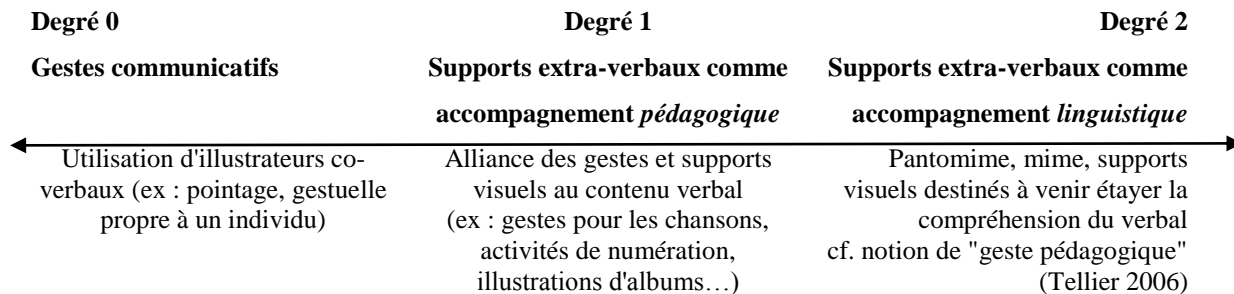 Degré 0
Gestes communicatifs
Degré 1
Supports extra-verbaux comme
accompagnement pédagogique
Degré 2
Supports extra-verbaux comme
accompagnement linguistique
Utilisation d'illustrateurs co-
verbaux (ex : pointage, gestuelle
propre à un individu)
Alliance des gestes et supports
visuels au contenu verbal
(ex : gestes pour les chansons,
activités de numération,
illustrations d'albums…)
Pantomime, mime, supports
visuels destinés à venir étayer la
compréhension du verbal
cf. notion de "geste pédagogique"
(Tellier 2006)